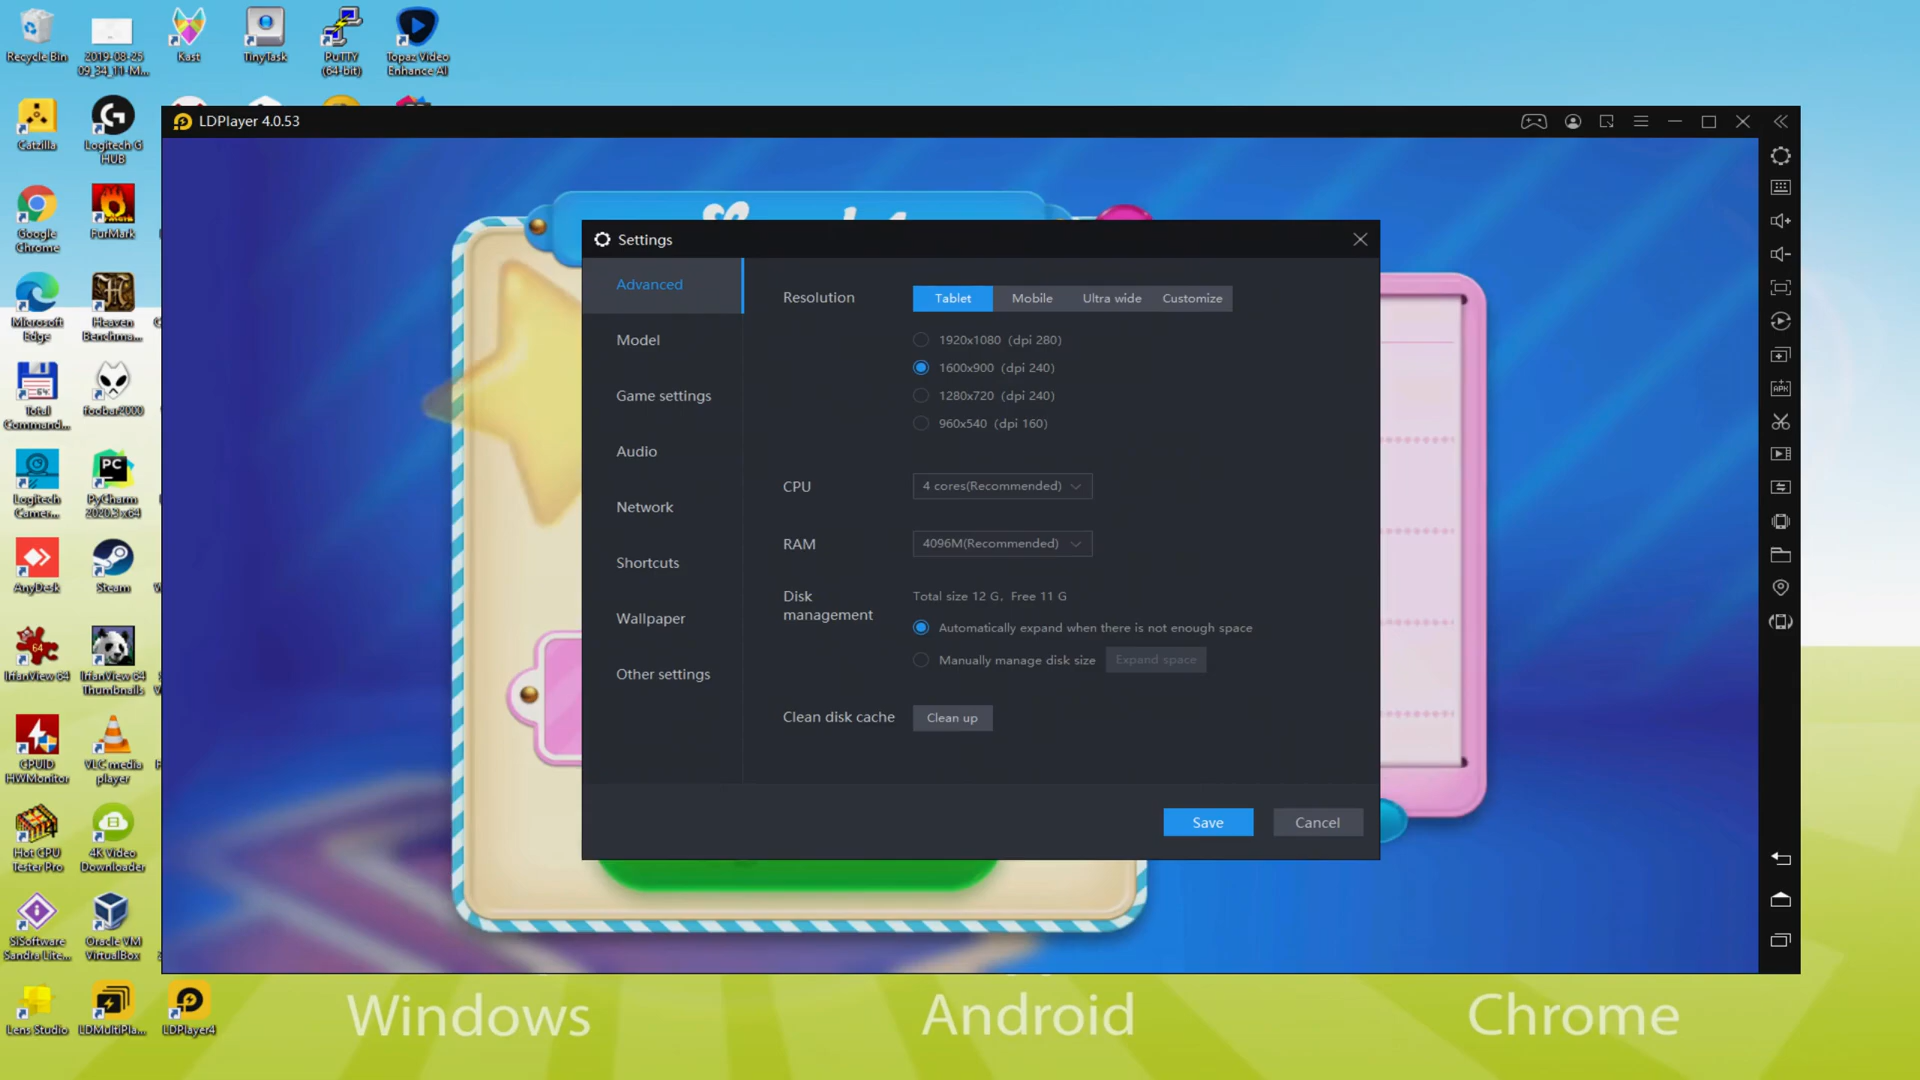 Recycle Bin
2019-08-25
09_34_11-M...
Kast
TinyTask
PuTTY
(64-bit)
Topaz Video
Enhance AI
Catzilla
Logitech G
HUB
Google
Chrome
FurMark
Microsoft
Edge
Heaven
Benchma...
Total
Command...
foobar2000
Logitech
Camer...
PyCharm
2020.3 x64
AnyDesk
Steam
IrfanView 64
IrfanView 64
Thumbnails
CPUID
HWMonitor
VLC media
player
Hot CPU
Tester Pro
4K Video
Downloader
SiSoftware
Sandra Lite...
Oracle VM
VirtualBox
Lens Studio
LDMultiPla...
LDPlayer4
LDPlayer 4.0.53
Settings
Advanced
Model
Game settings
Audio
Network
Shortcuts
Wallpaper
Other settings
Resolution
Tablet
Mobile
Ultra wide
Customize
1920x1080 (dpi 280)
1600x900 (dpi 240)
1280x720 (dpi 240)
960x540 (dpi 160)
CPU
4 cores(Recommended)
RAM
4096M(Recommended)
Disk
management
Total size 12 G, Free 11 G
Automatically expand when there is not enough space
Manually manage disk size
Expand space
Clean disk cache
Clean up
Save
Cancel
Windows
Android
Chrome